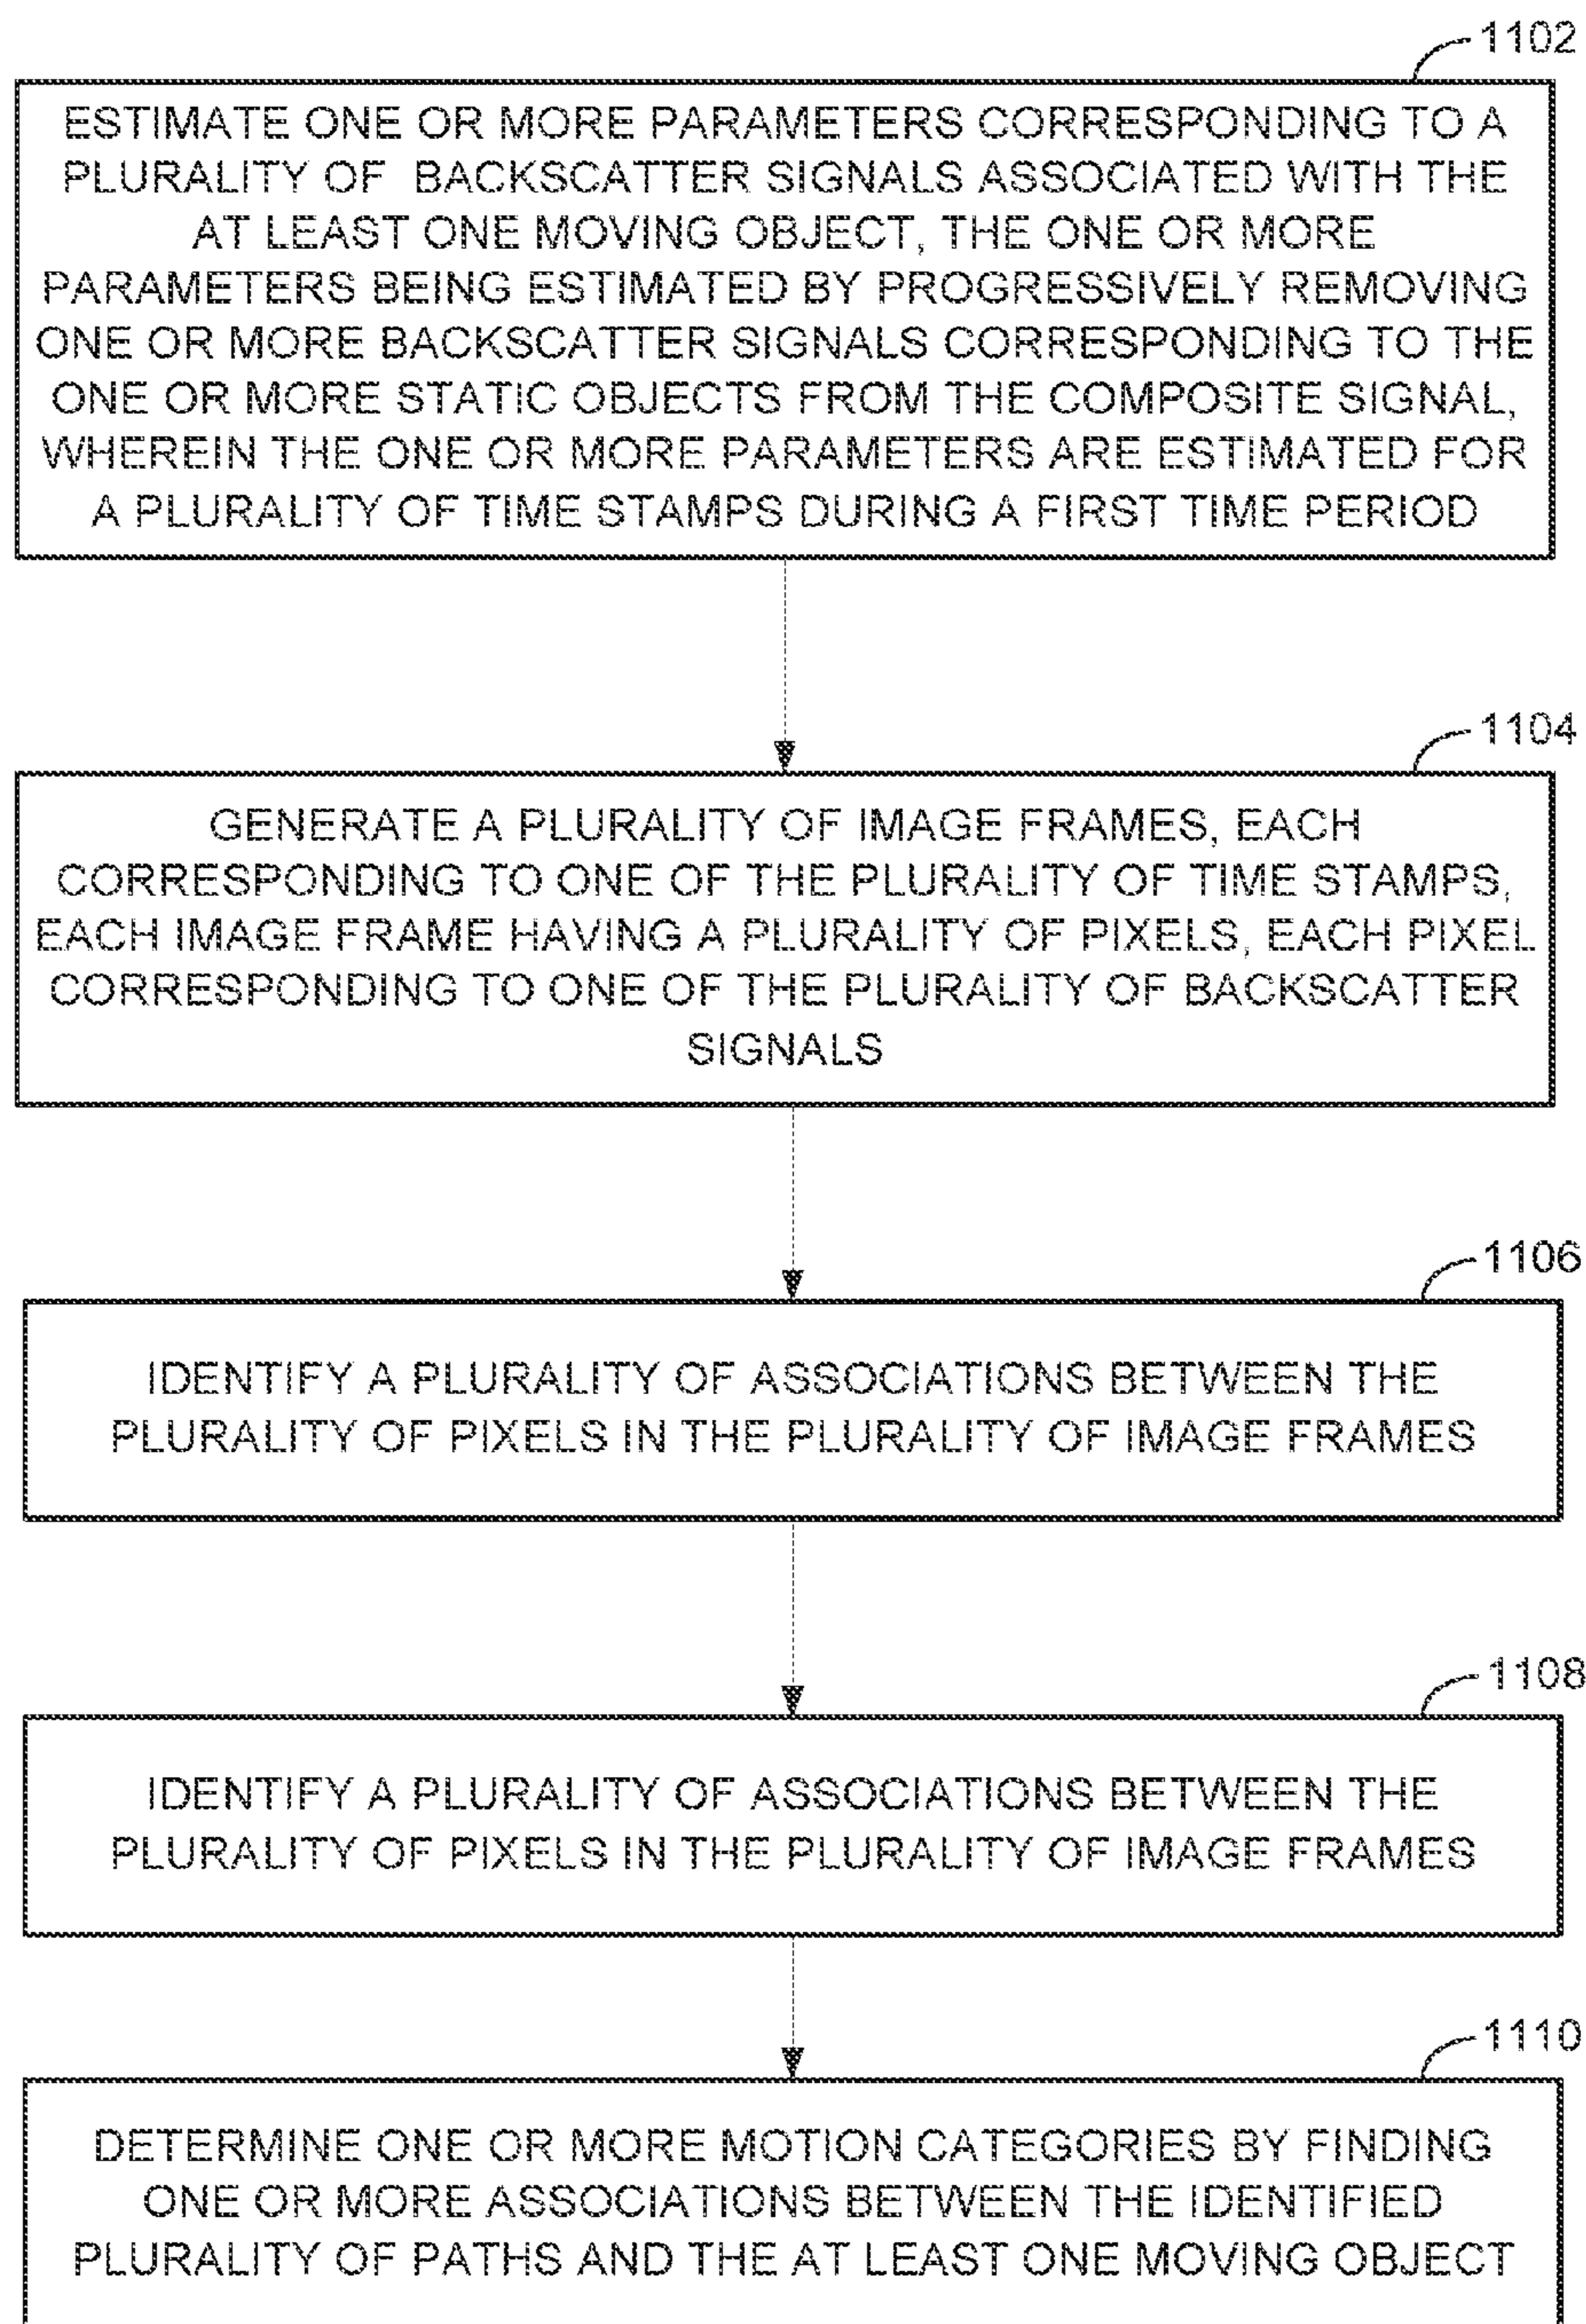 1102
ESTIMATE ONE OR MORE PARAMETERS CORRESPONDING TO A
PLURALITY OF BACKSCATTER SIGNALS ASSOCIATED WITH THE
AT LEAST ONE MOVING OBJECT, THE ONE OR MORE
PARAMETERS BEING ESTIMATED BY PROGRESSIVELY REMOVING
ONE OR MORE BACKSCATTER SIGNALS CORRESPONDING TO THE
ONE OR MORE STATIC OBJECTS FROM THE COMPOSITE SIGNAL,
WHEREIN THE ONE OR MORE PARAMETERS ARE ESTIMATED FOR
A PLURALITY OF TIME STAMPS DURING A FIRST TIME PERIOD
1104
GENERATE A PLURALITY OF IMAGE FRAMES, EACH
CORRESPONDING TO ONE OF THE PLURALITY OF TIME STAMPS,
EACH IMAGE FRAME HAVING A PLURALITY OF PIXELS, EACH PIXEL
CORRESPONDING TO ONE OF THE PLURALITY OF BACKSCATTER
SIGNALS
1106
IDENTIFY A PLURALITY OF ASSOCIATIONS BETWEEN THE
PLURALITY OF PIXELS IN THE PLURALITY OF IMAGE FRAMES
1108
IDENTIFY A PLURALITY OF ASSOCIATIONS BETWEEN THE
PLURALITY OF PIXELS IN THE PLURALITY OF IMAGE FRAMES
1110
DETERMINE ONE OR MORE MOTION CATEGORIES BY FINDING
ONE OR MORE ASSOCIATIONS BETWEEN THE IDENTIFIED
PLURALITY OF PATHS AND THE AT LEAST ONE MOVING OBJECT